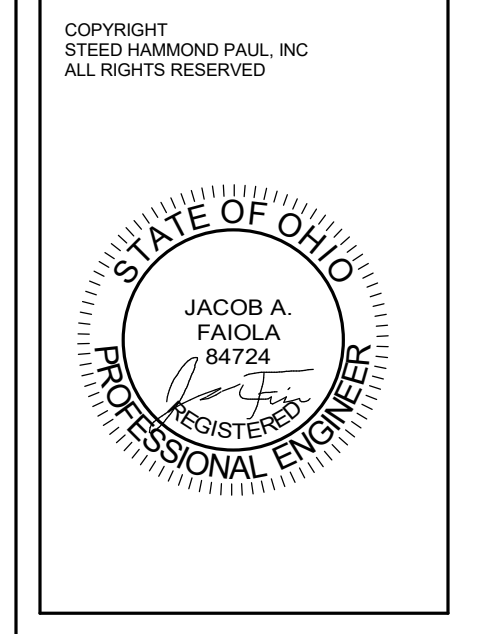 COPYRIGHT
STEED HAMMOND PAUL, INC
ALL RIGHTS RESERVED
STATE OF OHIO
JACOB A.
FAIOLA
84724
REGISTERED
PROFESSIONAL ENGINEER